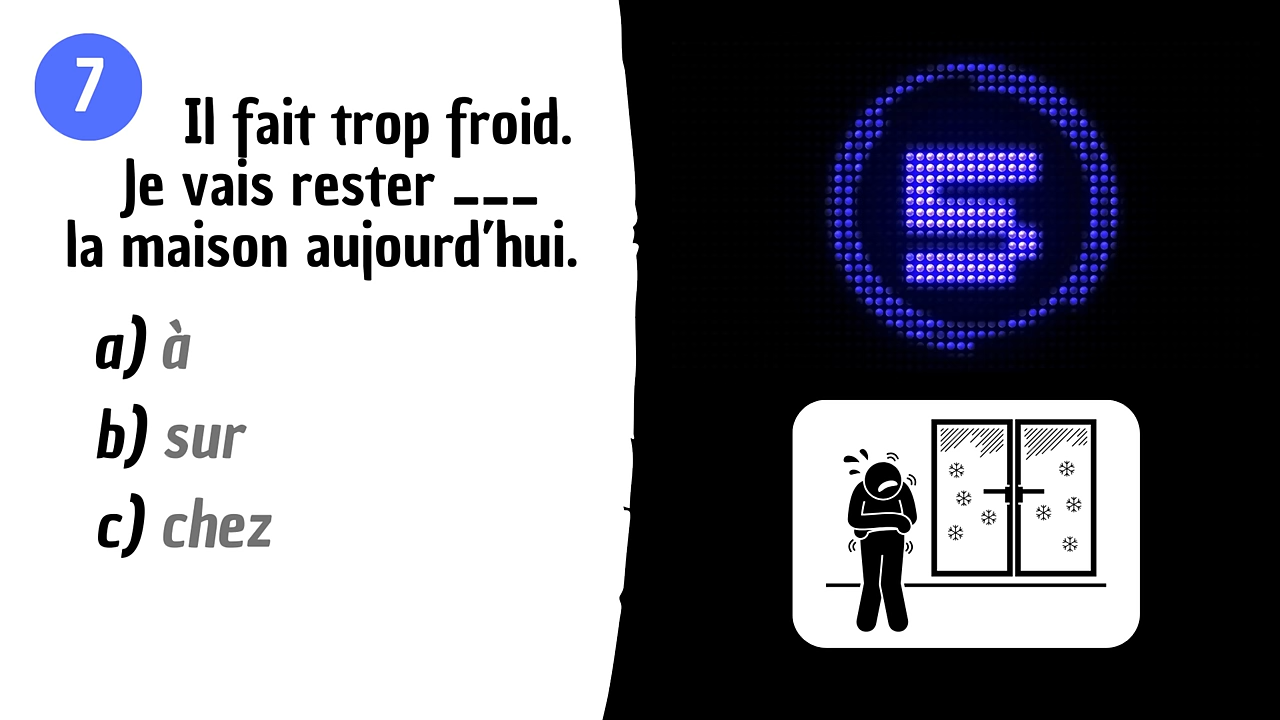 7
Il fait trop froid.
Je vais rester ___
la maison aujourd'hui.
a) à
b) sur
c) chez
5